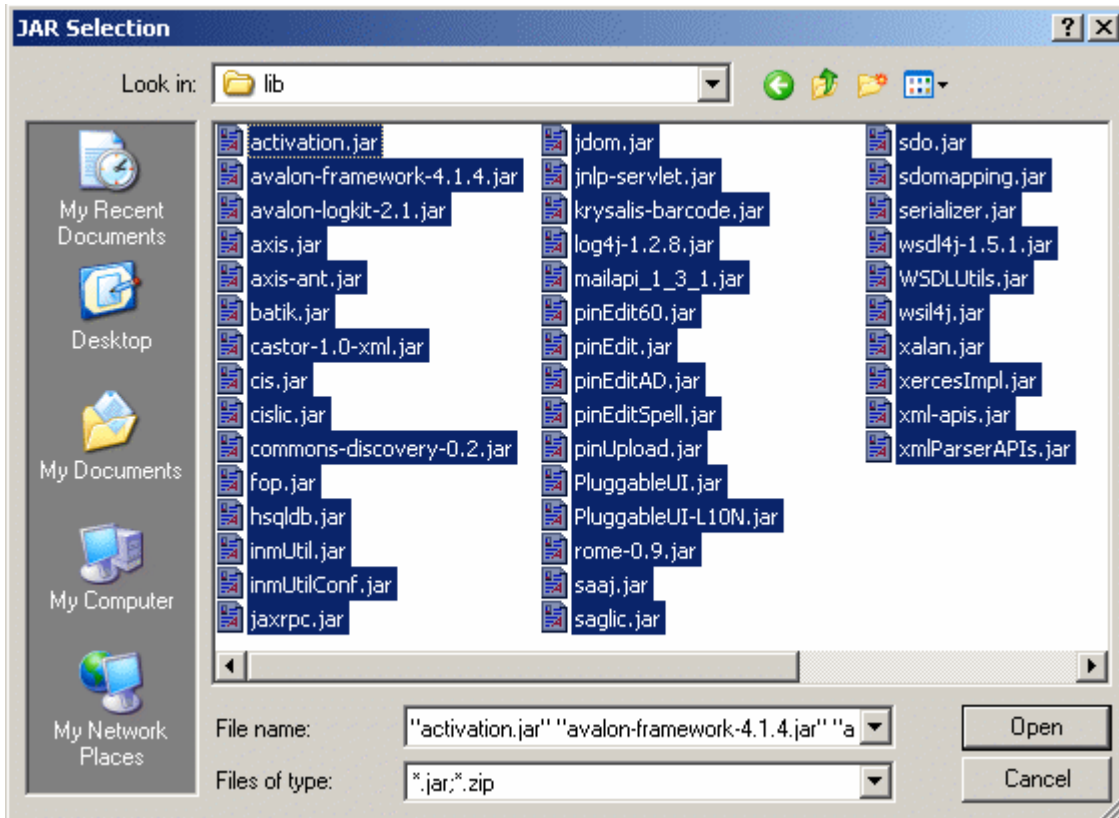 JAR Selection
Look in:
lib
My Recent
Documents
Desktop
My Documents
My Computer
My Network
Places
activation.jar
avalon-framework-4.1.4.jar
avalon-logkit-2.1.jar
axis.jar
axis-ant.jar
batik.jar
castor-1.0-xml.jar
cis.jar
cislic.jar
commons-discovery-0.2.jar
fop.jar
hsqldb.jar
inmUtil.jar
inmUtilConf.jar
jaxrpc.jar
jdom.jar
jnlp-servlet.jar
krysalis-barcode.jar
log4j-1.2.8.jar
mailapi_1_3_1.jar
pinEdit60.jar
pinEdit.jar
pinEditAD.jar
pinEditSpell.jar
pinUpload.jar
PluggableUI.jar
PluggableUI-L10N.jar
rome-0.9.jar
saaj.jar
saglic.jar
sdo.jar
sdomapping.jar
serializer.jar
wsdl4j-1.5.1.jar
WSDLUtils.jar
wsil4j.jar
xalan.jar
xercesImpl.jar
xml-apis.jar
xmlParserAPIs.jar
File name:
"activation.jar" "avalon-framework-4.1.4.jar" "a
Open
Files of type:
*.jar;*.zip
Cancel